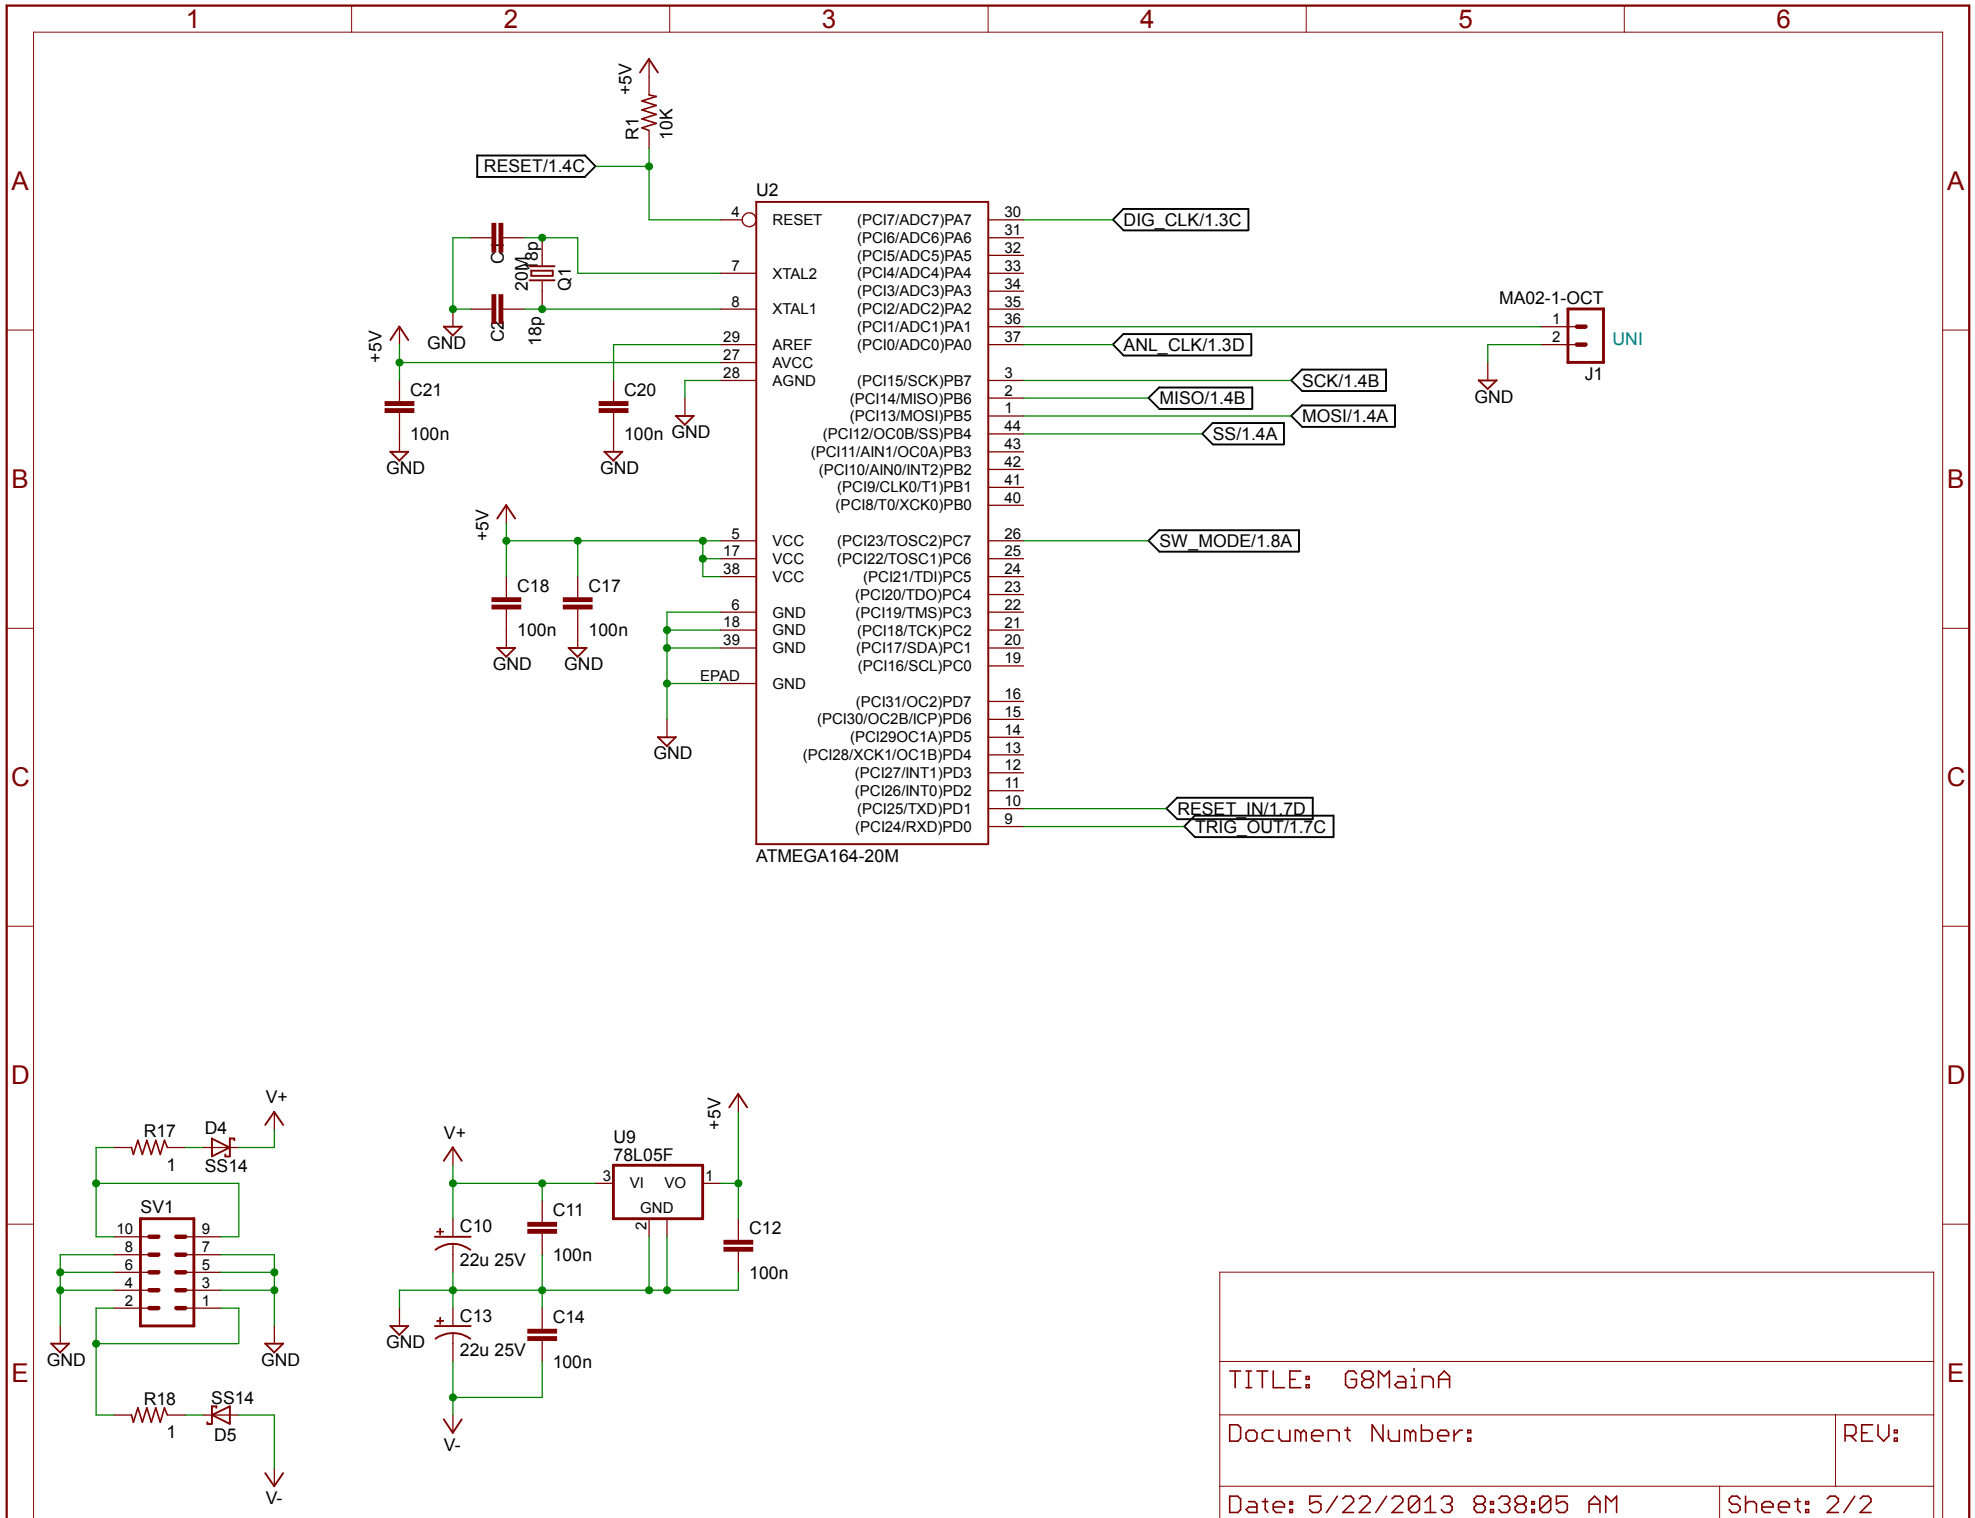 1 2 3 4 5 6
A A
B B
C C
D D
E E
+5V
R1
10K
RESET/1.4C
U2
4 RESET
7 XTAL2
8 XTAL1
29 AREF
27 AVCC
28 AGND
5 VCC
17 VCC
38 VCC
6 GND
18 GND
39 GND
EPAD GND
(PCI7/ADC7)PA7 30
(PCI6/ADC6)PA6 31
(PCI5/ADC5)PA5 32
(PCI4/ADC4)PA4 33
(PCI3/ADC3)PA3 34
(PCI2/ADC2)PA2 35
(PCI1/ADC1)PA1 36
(PCI0/ADC0)PA0 37
(PCI15/SCK)PB7 3
(PCI14/MISO)PB6 2
(PCI13/MOSI)PB5 1
(PCI12/OC0B/SS)PB4 44
(PCI11/AIN1/OC0A)PB3 43
(PCI10/AIN0/INT2)PB2 42
(PCI9/CLK0/T1)PB1 41
(PCI8/T0/XCK0)PB0 40
(PCI23/TOSC2)PC7 26
(PCI22/TOSC1)PC6 25
(PCI21/TDI)PC5 24
(PCI20/TDO)PC4 23
(PCI19/TMS)PC3 22
(PCI18/TCK)PC2 21
(PCI17/SDA)PC1 20
(PCI16/SCL)PC0 19
(PCI31/OC2)PD7 16
(PCI30/OC2B/ICP)PD6 15
(PCI29OC1A)PD5 14
(PCI28/XCK1/OC1B)PD4 13
(PCI27/INT1)PD3 12
(PCI26/INT0)PD2 11
(PCI25/TXD)PD1 10
(PCI24/RXD)PD0 9
ATMEGA164-20M
DIG_CLK/1.3C
ANL_CLK/1.3D
SCK/1.4B
MISO/1.4B
MOSI/1.4A
SS/1.4A
SW_MODE/1.8A
RESET_IN/1.7D
TRIG_OUT/1.7C
MA02-1-OCT
1
2
UNI
J1
GND
18p
20M
Q1
C2
18p
GND
+5V
C21
100n
GND
C20
100n
GND
GND
+5V
C18
100n
GND
C17
100n
GND
GND
V+
R17
1
D4
SS14
SV1
10 9
8 7
6 5
4 3
2 1
GND
GND
R18
1
SS14
D5
V-
V+
C10
22u 25V
C11
100n
U9
78L05F
3 VI VO 1
GND
2
+5V
C12
100n
GND
C13
22u 25V
C14
100n
V-
TITLE: G8MainA
Document Number:
REV:
Date: 5/22/2013 8:38:05 AM
Sheet: 2/2